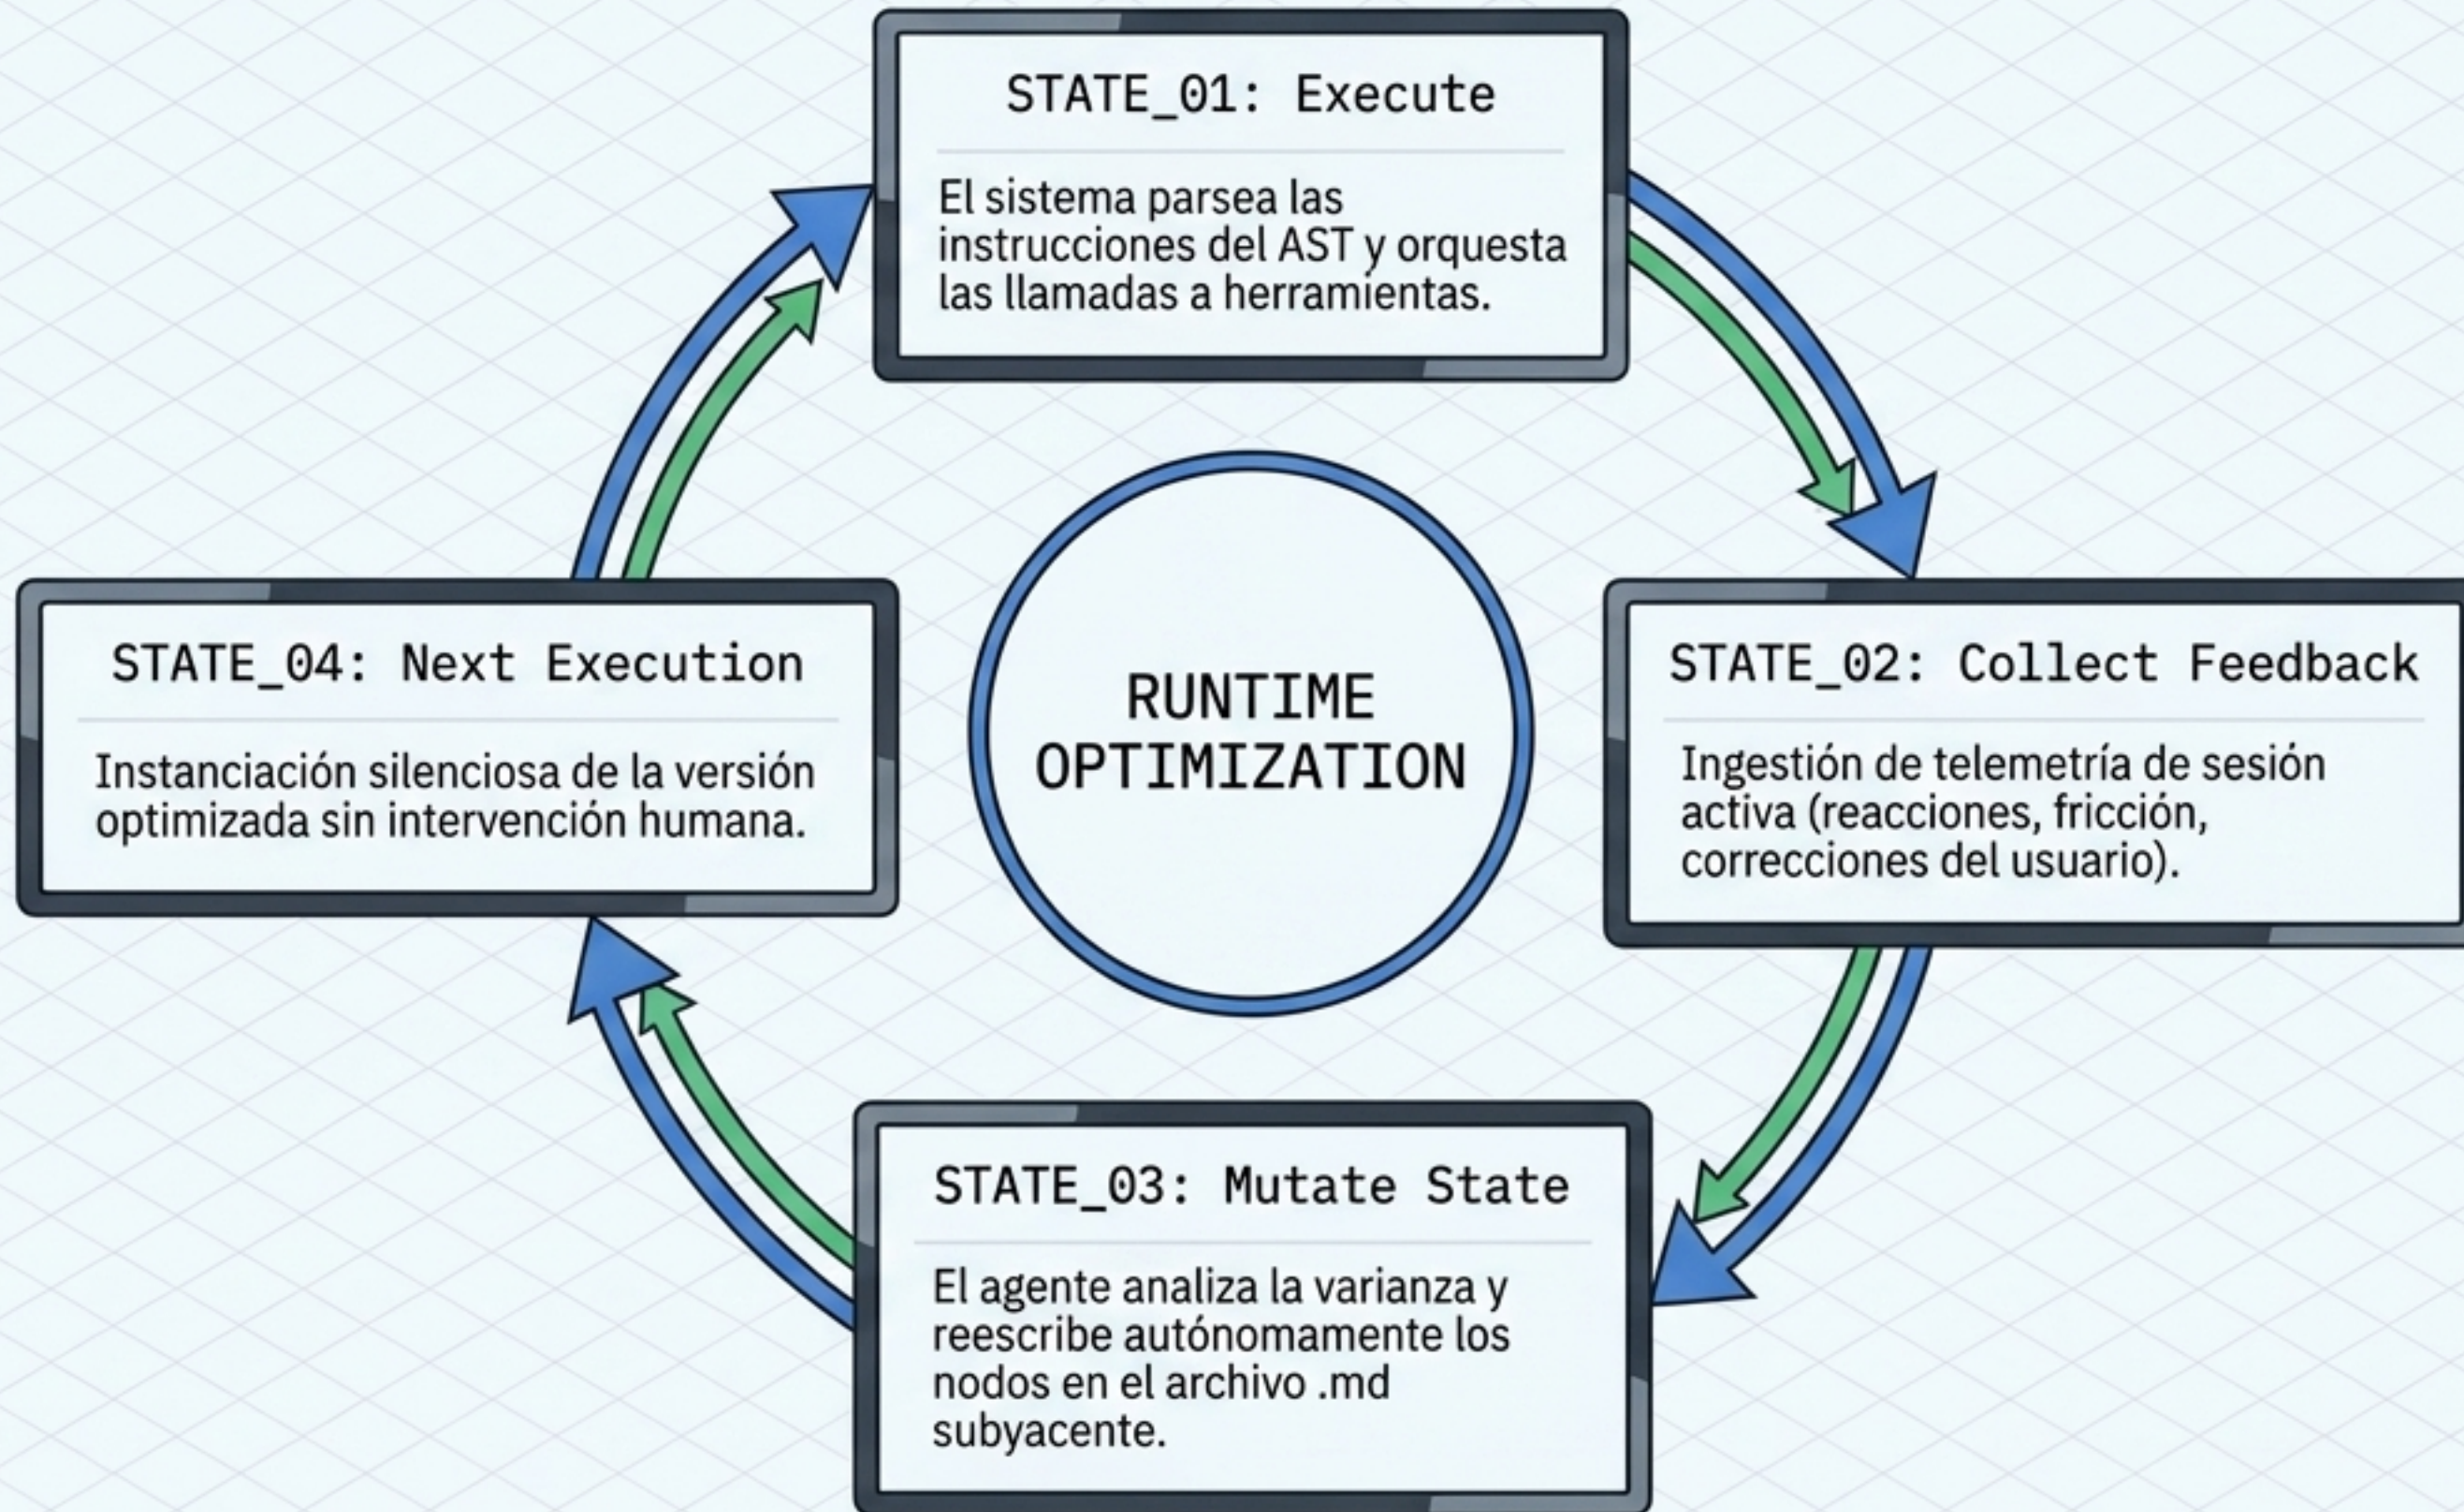 STATE_01: Execute
El sistema parsea las
instrucciones del AST y orquesta
las llamadas a herramientas.
STATE_04: Next Execution
Instanciación silenciosa de la versión
optimizada sin intervención humana.
RUNTIME
OPTIMIZATION
STATE_02: Collect Feedback
Ingestión de telemetría de sesión
activa (reacciones, fricción,
correcciones del usuario).
STATE_03: Mutate State
El agente analiza la varianza y
reescribe autónomamente los
nodos en el archivo .md
subyacente.